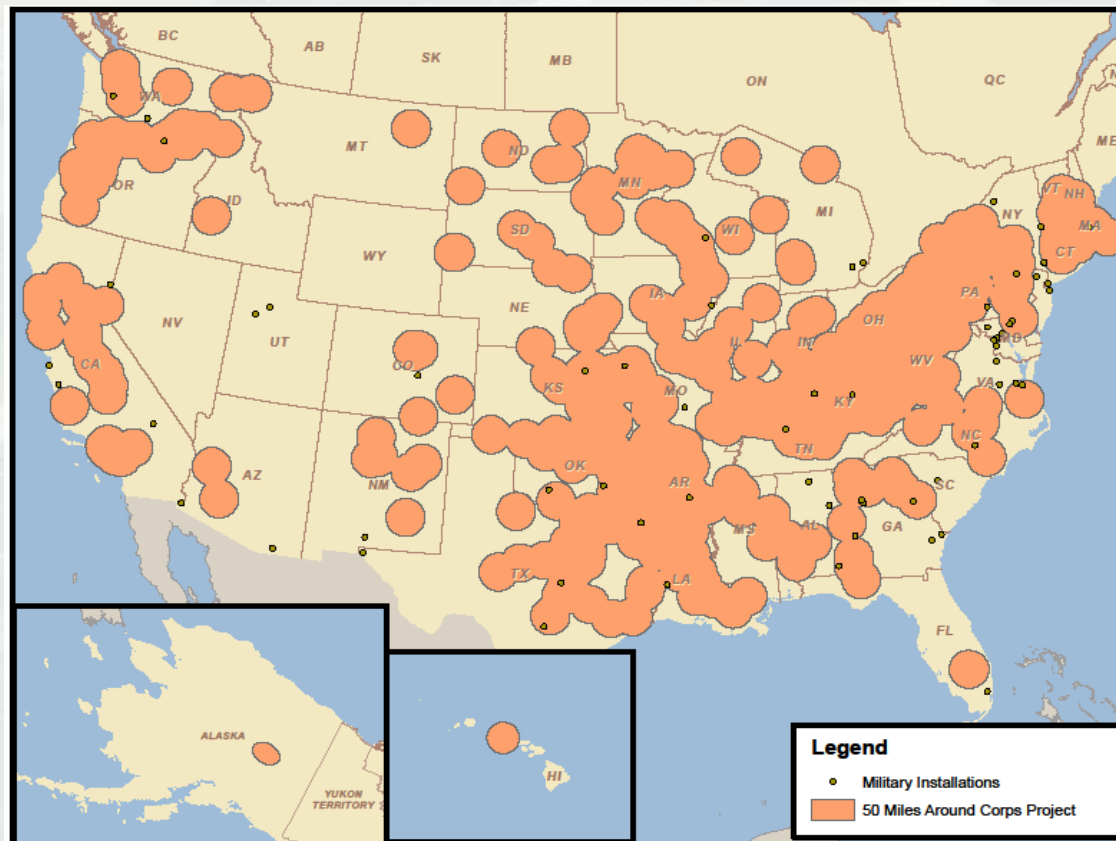 BC
AB
SK
MB
ON
QC
WA
MT
ND
MN
ME
VT
NH
NY
MA
CT
OR
ID
SD
WI
MI
WY
NE
IA
PA
OH
NV
UT
CO
KS
MO
IL
IN
WV
MD
VA
KY
CA
AZ
NM
OK
AR
TN
NC
SC
TX
LA
MS
AL
GA
FL
ALASKA
YUKON
TERRITORY
HI
Legend
Military Installations
50 Miles Around Corps Project